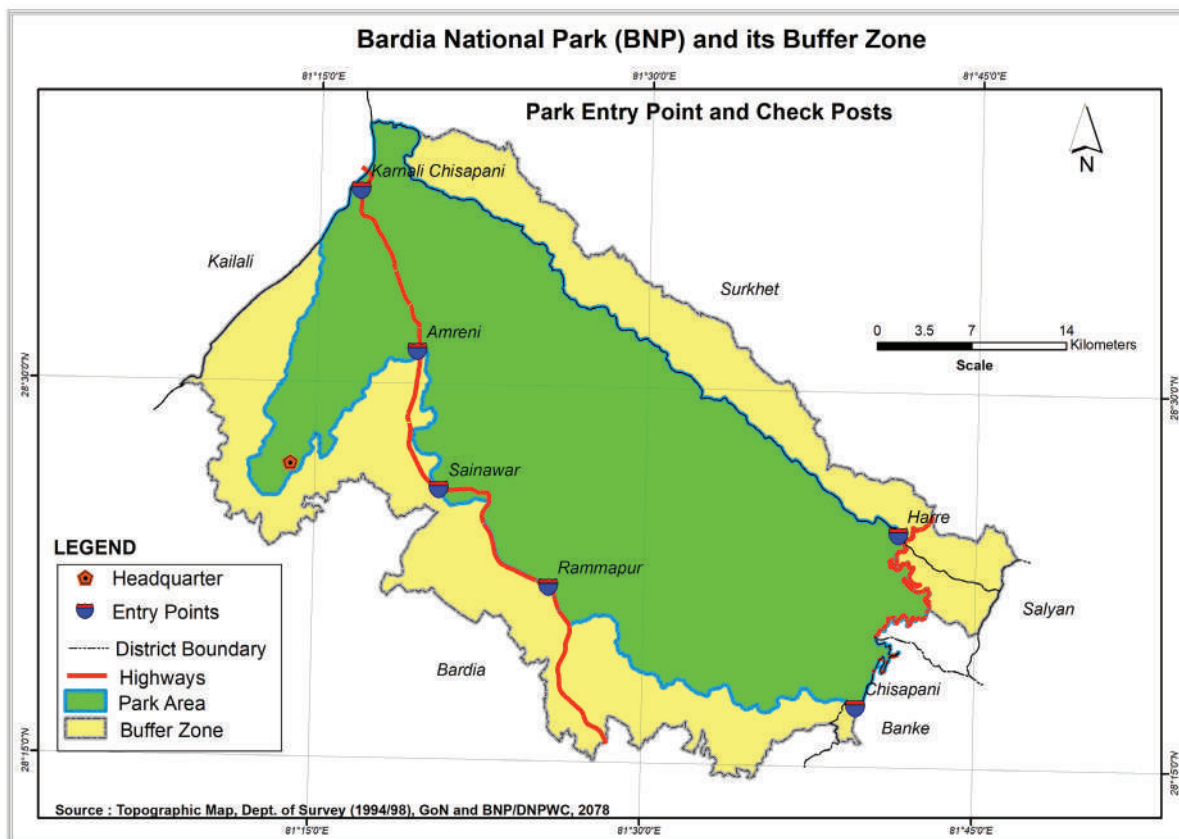 Bardia National Park (BNP) and its Buffer Zone
81°15'0"E
81°30'0"E
81°45'0"E
Park Entry Point and Check Posts
N
Karnali Chisapani
Kailali
Surkhet
0 3.5 7 14
Kilometers
Scale
Amreni
28°30'0"N
28°30'0"N
Sainawar
Harre
LEGEND
Headquarter
Entry Points
District Boundary
Highways
Park Area
Buffer Zone
Rammapur
Salyan
Bardia
Chisapani
Banke
28°15'0"N
28°15'0"N
Source : Topographic Map, Dept. of Survey (1994/98), GoN and BNP/DNPWC, 2078
81°15'0"E
81°30'0"E
81°45'0"E